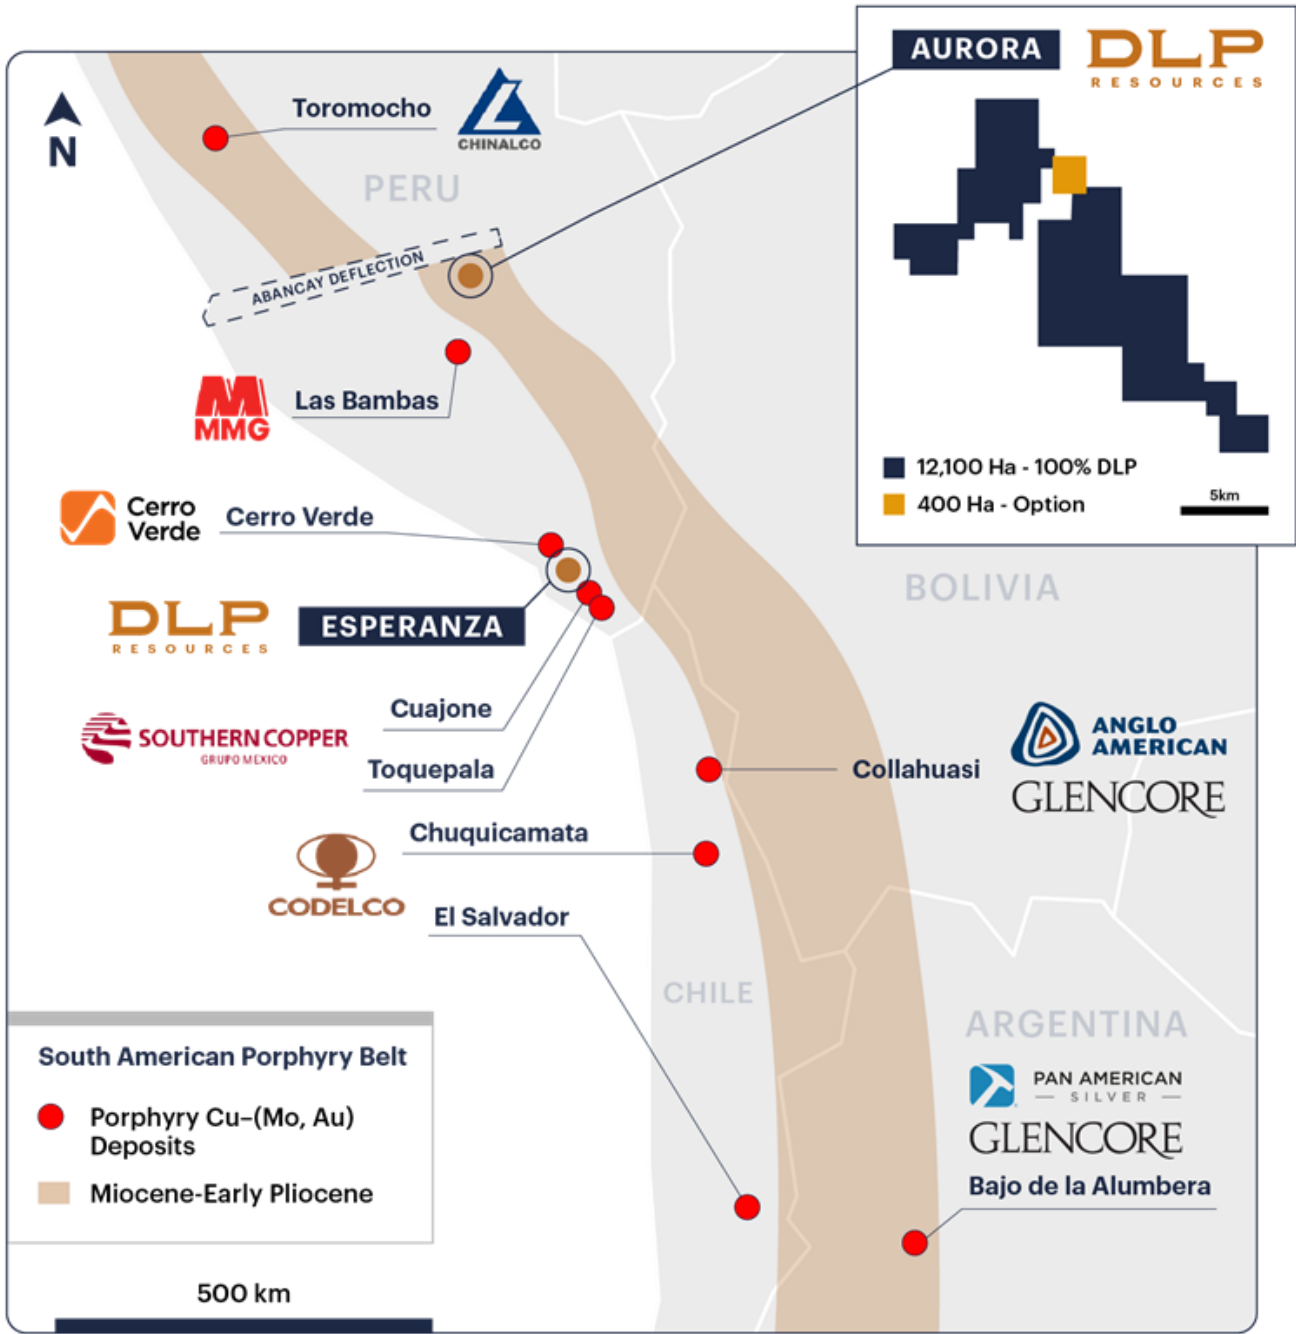 AURORA
DLP
RESOURCES
12,100 Ha - 100% DLP
400 Ha - Option
5km
N
Toromocho
CHINALCO
PERU
ABANCAY DEFLECTION
MMG
Las Bambas
Cerro
Verde
Cerro Verde
DLP
RESOURCES
ESPERANZA
BOLIVIA
Cuajone
SOUTHERN COPPER
GRUPO MEXICO
Toquepala
Collahuasi
ANGLO
AMERICAN
GLENCORE
Chuquicamata
CODELCO
El Salvador
CHILE
ARGENTINA
PAN AMERICAN
— SILVER —
GLENCORE
Bajo de la Alumbera
South American Porphyry Belt
Porphyry Cu–(Mo, Au)
Deposits
Miocene-Early Pliocene
500 km